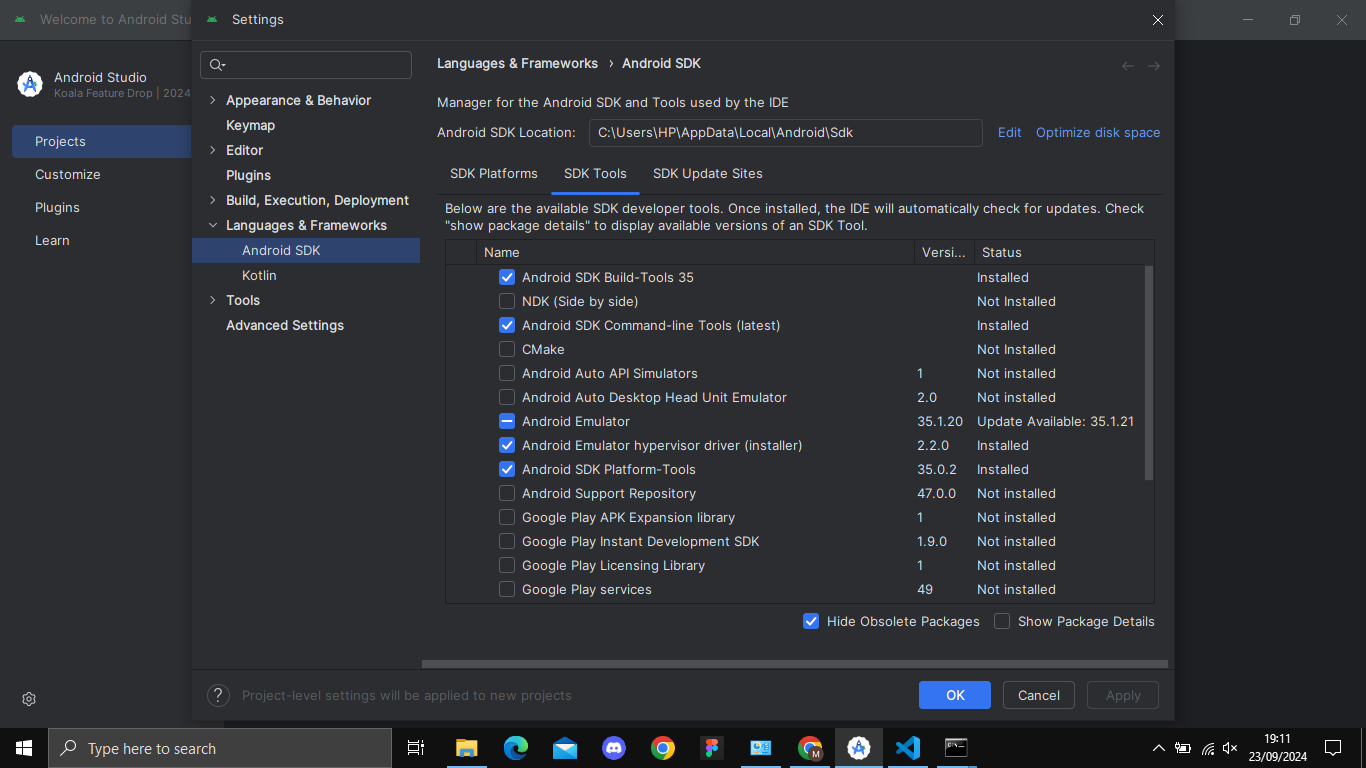 Welcome to Android Stu
Settings
Android Studio
Koala Feature Drop | 2024
Projects
Customize
Plugins
Learn
Appearance & Behavior
Keymap
Editor
Plugins
Build, Execution, Deployment
Languages & Frameworks
Android SDK
Kotlin
Tools
Advanced Settings
Languages & Frameworks › Android SDK
Manager for the Android SDK and Tools used by the IDE
Android SDK Location: C:\Users\HP\AppData\Local\Android\Sdk Edit Optimize disk space
SDK Platforms SDK Tools SDK Update Sites
Below are the available SDK developer tools. Once installed, the IDE will automatically check for updates. Check
"show package details" to display available versions of an SDK Tool.
Name Versi... Status
Android SDK Build-Tools 35 Installed
NDK (Side by side) Not Installed
Android SDK Command-line Tools (latest) Installed
CMake Not Installed
Android Auto API Simulators 1 Not installed
Android Auto Desktop Head Unit Emulator 2.0 Not installed
Android Emulator 35.1.20 Update Available: 35.1.21
Android Emulator hypervisor driver (installer) 2.2.0 Installed
Android SDK Platform-Tools 35.0.2 Installed
Android Support Repository 47.0.0 Not installed
Google Play APK Expansion library 1 Not installed
Google Play Instant Development SDK 1.9.0 Not installed
Google Play Licensing Library 1 Not installed
Google Play services 49 Not installed
Hide Obsolete Packages Show Package Details
? Project-level settings will be applied to new projects
OK Cancel Apply
Type here to search
M
19:11
23/09/2024